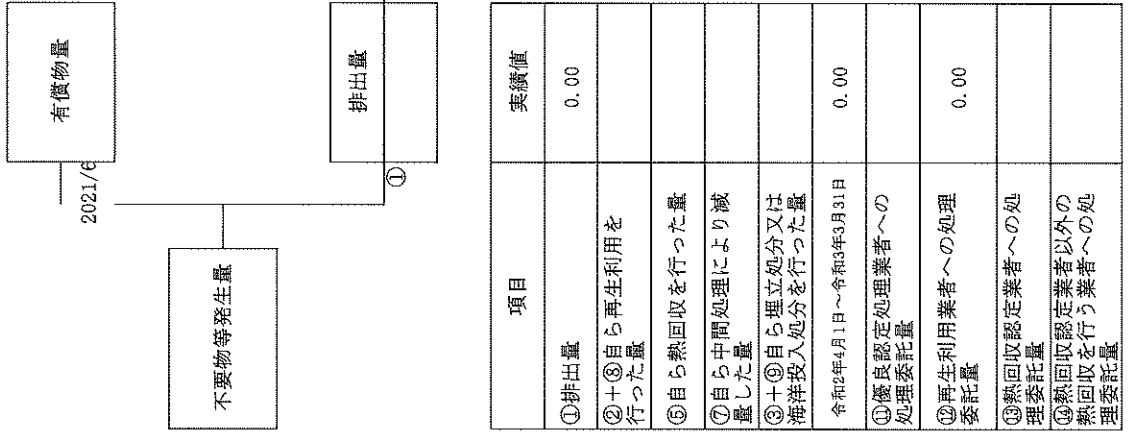 不要物等発生量
有償物量
2021/6
①
排出量
項目
実績値
①排出量
0.00
②+⑧自ら再生利用を
行った量
⑤自ら熱回収を行った量
⑦自ら中間処理により減
量した量
③+⑨自ら埋立処分又は
海洋投入処分を行った量
令和2年4月1日～令和3年3月31日
0.00
⑪優良認定処理業者への
処理委託量
⑫再生利用業者への処理
委託量
0.00
⑬熱回収認定業者への処
理委託量
⑭熱回収認定業者以外の
熱回収を行う業者への処
理委託量